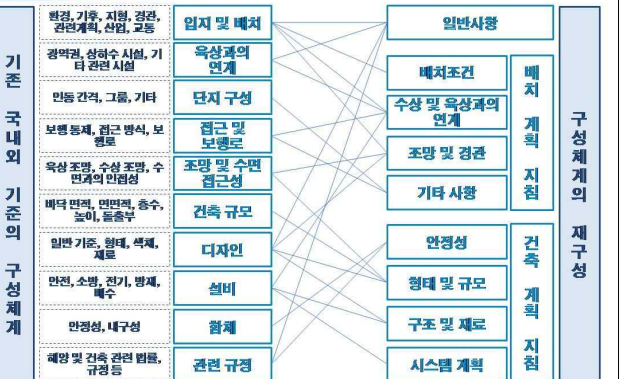 기존 국내외 기준의 구성체계
환경, 기후, 지형, 경관,
관련계획, 산업, 교통
입지 및 배치
광역권, 상하수 시설, 기
타 관련 시설
육상과의
연계
인동 간격, 그룹, 기타
단지 구성
보행 통제, 접근 방식, 보
행로
접근 및
보행로
육상 조망, 수상 조망, 수
면과의 인접성
조망 및 수면
접근성
바닥 면적, 연면적, 층수,
높이, 돌출부
건축 규모
일반 기준, 형태, 색채,
재료
디자인
안전, 소방, 전기, 방재,
배수
설비
안정성, 내구성
함체
해양 및 건축 관련 법률,
규정 등
관련 규정
일반사항
배치조건
수상 및 육상과의
연계
조망 및 경관
기타 사항
배치 계획 지침
안정성
형태 및 규모
구조 및 재료
시스템 계획
건축 계획 지침
구성체계의 재구성